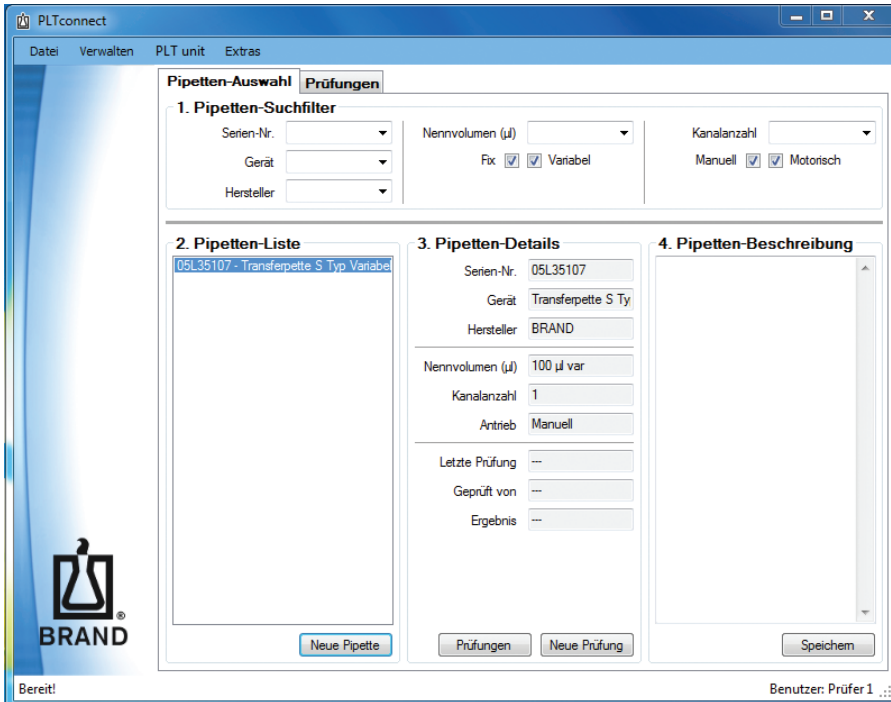 PLTconnect
Datei Verwalten PLT unit Extras
Pipetten-Auswahl Prüfungen
1. Pipetten-Suchfilter
Serien-Nr. Nennvolumen (µl) Kanalanzahl
Gerät Fix Variabel Manuell Motorisch
Hersteller
2. Pipetten-Liste
05L35107 - Transferpette S Typ Variabel
3. Pipetten-Details
Serien-Nr. 05L35107
Gerät Transferpette S Ty
Hersteller BRAND
Nennvolumen (µl) 100 µl var
Kanalanzahl 1
Antrieb Manuell
Letzte Prüfung ---
Geprüft von ---
Ergebnis ---
4. Pipetten-Beschreibung
BRAND®
Neue Pipette Prüfungen Neue Prüfung Speichern
Bereit! Benutzer: Prüfer 1